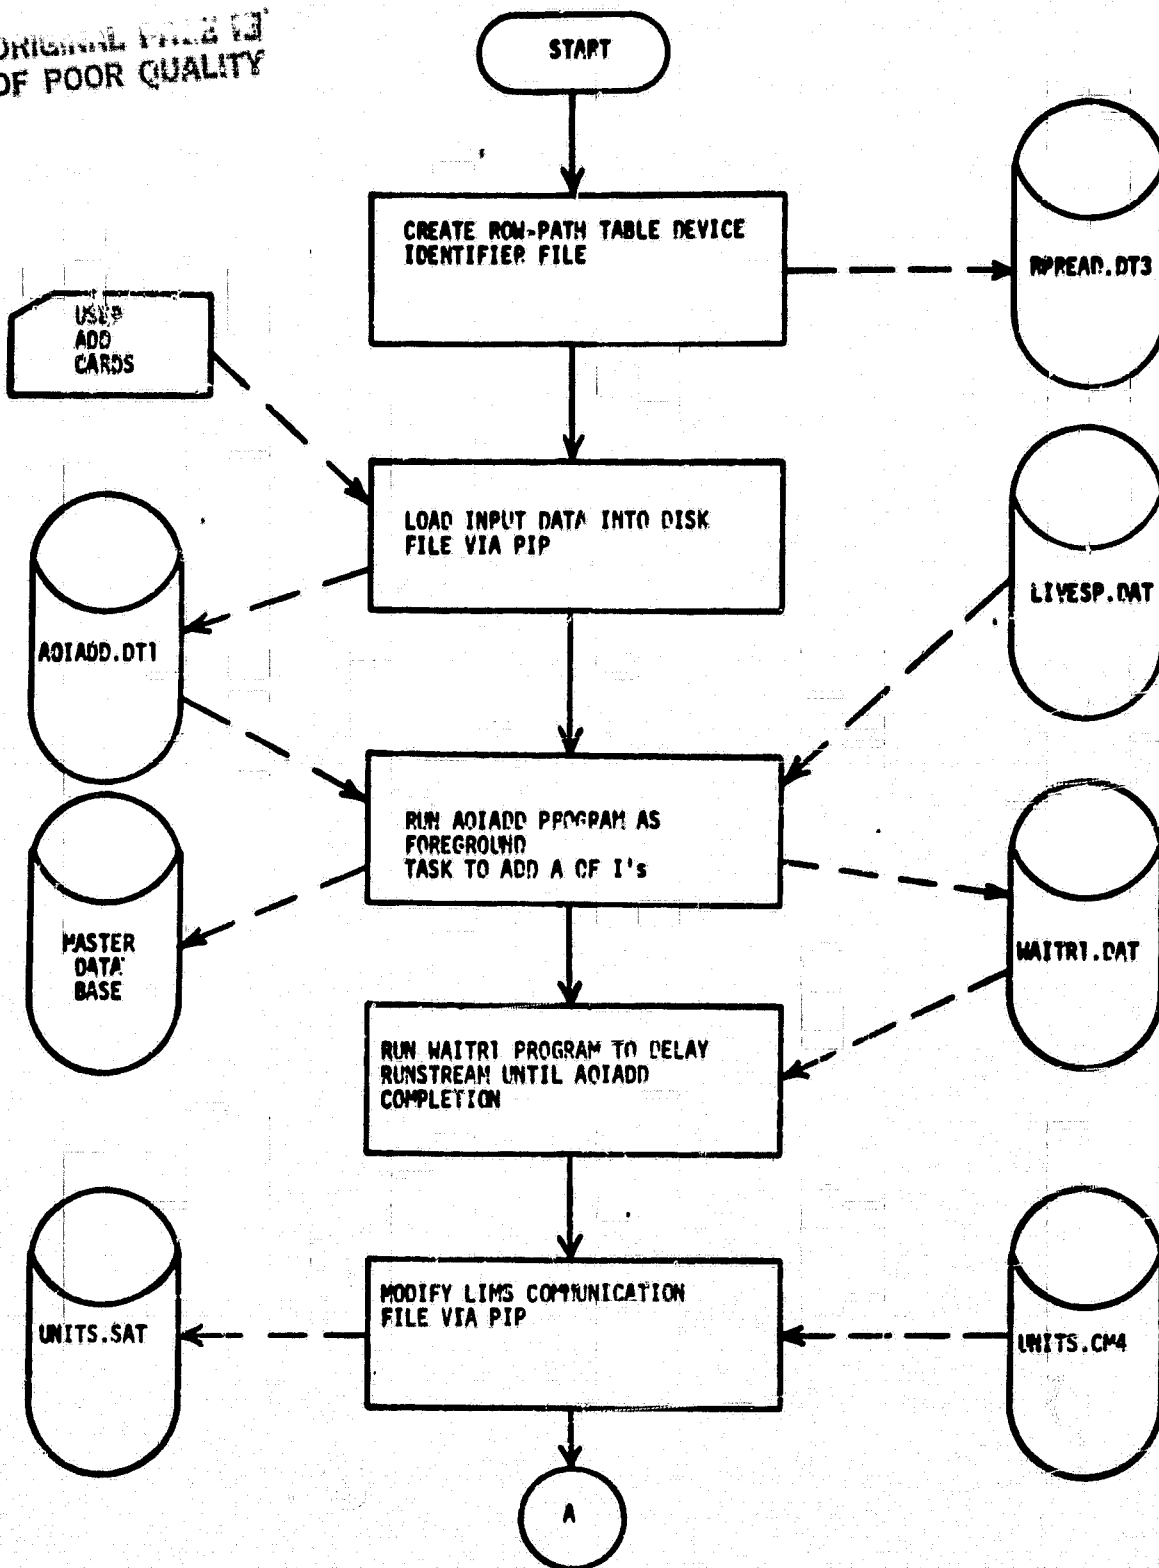 ORIGINAL PAGE IS
OF POOR QUALITY
START
CREATE ROW-PATH TABLE DEVICE
IDENTIFIER FILE
RPREAD.DT3
USER
ADD
CARDS
LOAD INPUT DATA INTO DISK
FILE VIA PIP
LIVESP.DAT
AOIADD.DT1
RUN AOIADD PROGRAM AS
FOREGROUND
TASK TO ADD A OF I's
MASTER
DATA
BASE
WAITR1.DAT
RUN WAITR1 PROGRAM TO DELAY
RUNSTREAM UNTIL AOIADD
COMPLETION
MODIFY LIMS COMMUNICATION
FILE VIA PIP
UNITS.SAT
UNITS.CM4
A